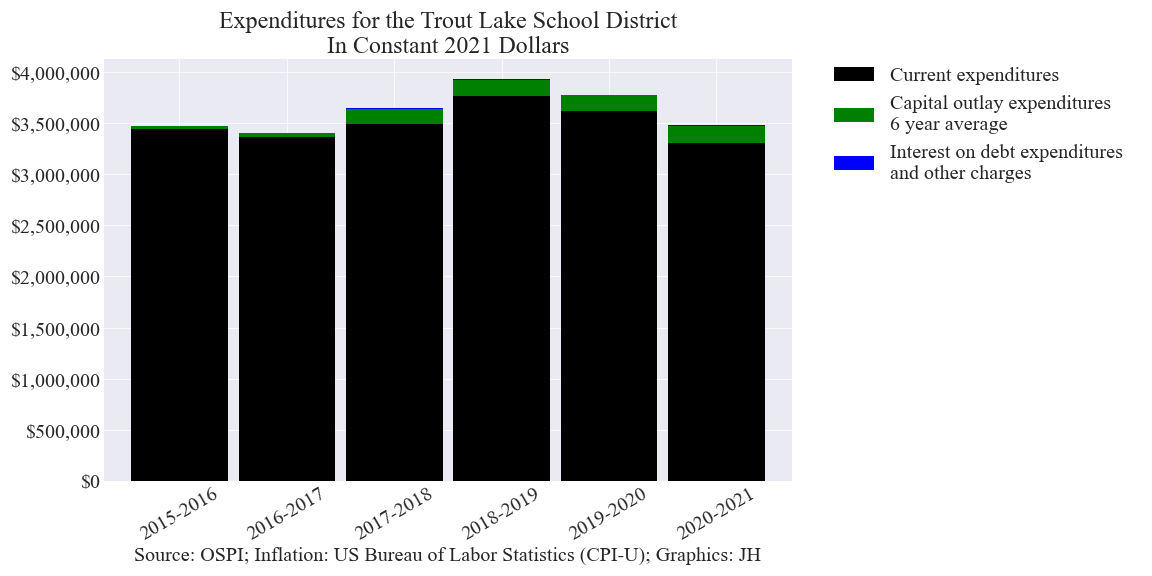 Expenditures for the Trout Lake School District
In Constant 2021 Dollars
$4,000,000
$3,500,000
$3,000,000
$2,500,000
$2,000,000
$1,500,000
$1,000,000
$500,000
$0
2015-2016
2016-2017
2017-2018
2018-2019
2019-2020
2020-2021
Source: OSPI; Inflation: US Bureau of Labor Statistics (CPI-U); Graphics: JH
Current expenditures
Capital outlay expenditures
6 year average
Interest on debt expenditures
and other charges